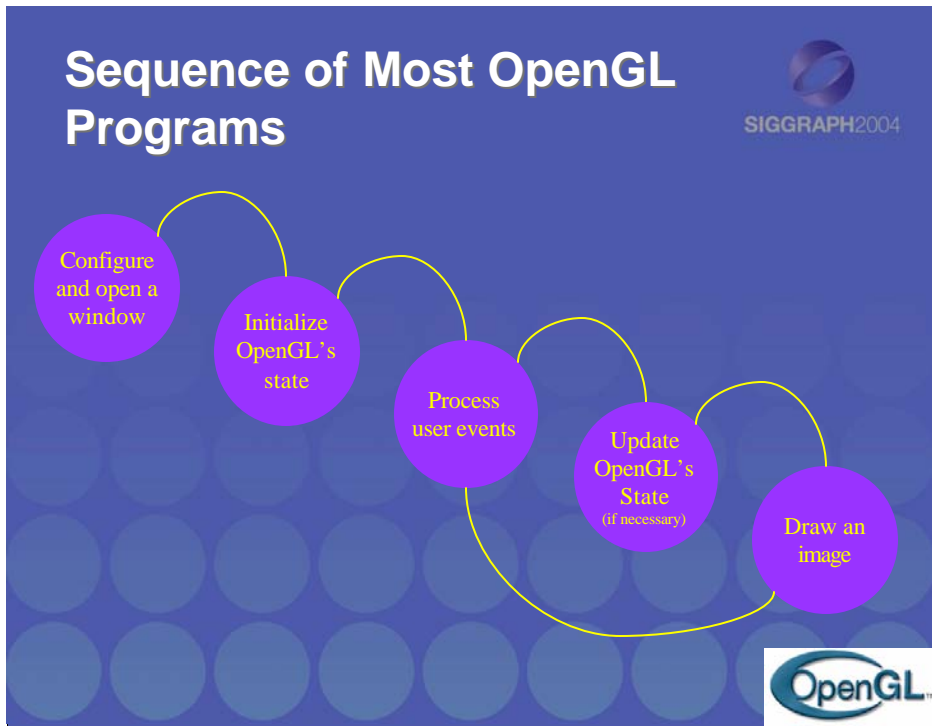 Sequence of Most OpenGL
Programs
SIGGRAPH2004
Configure
and open a
window
Initialize
OpenGL’s
state
Process
user events
Update
OpenGL’s
State
(if necessary)
Draw an
image
OpenGL™